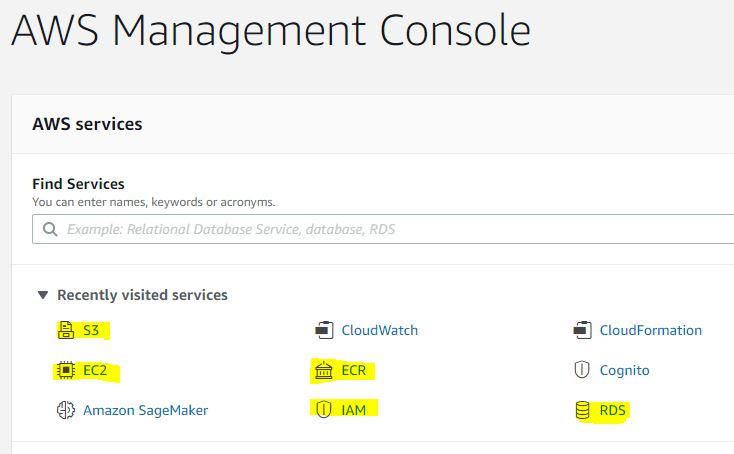 AWS Management Console
AWS services
Find Services
You can enter names, keywords or acronyms.
Example: Relational Database Service, database, RDS
Recently visited services
S3 CloudWatch CloudFormation
EC2 ECR Cognito
Amazon SageMaker IAM RDS